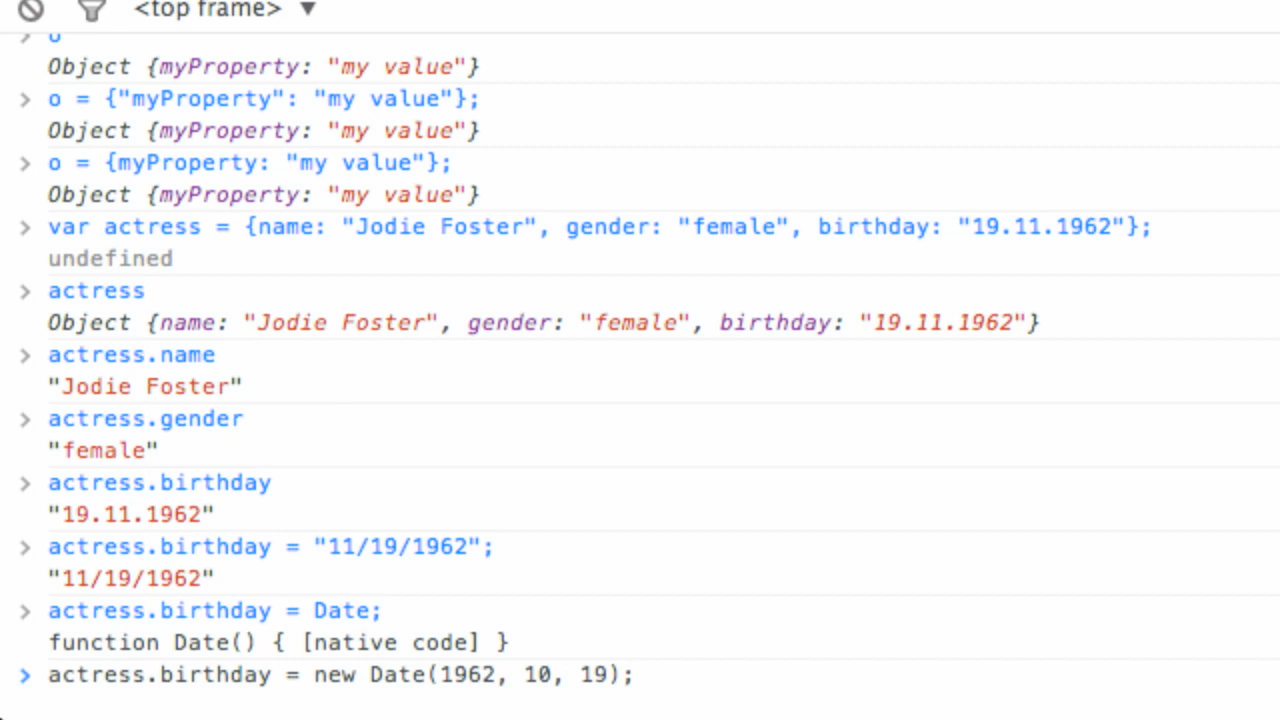 <top frame> ▼
> o
Object {myProperty: "my value"}
> o = {"myProperty": "my value"};
Object {myProperty: "my value"}
> o = {myProperty: "my value"};
Object {myProperty: "my value"}
> var actress = {name: "Jodie Foster", gender: "female", birthday: "19.11.1962"};
undefined
> actress
Object {name: "Jodie Foster", gender: "female", birthday: "19.11.1962"}
> actress.name
"Jodie Foster"
> actress.gender
"female"
> actress.birthday
"19.11.1962"
> actress.birthday = "11/19/1962";
"11/19/1962"
> actress.birthday = Date;
function Date() { [native code] }
> actress.birthday = new Date(1962, 10, 19);